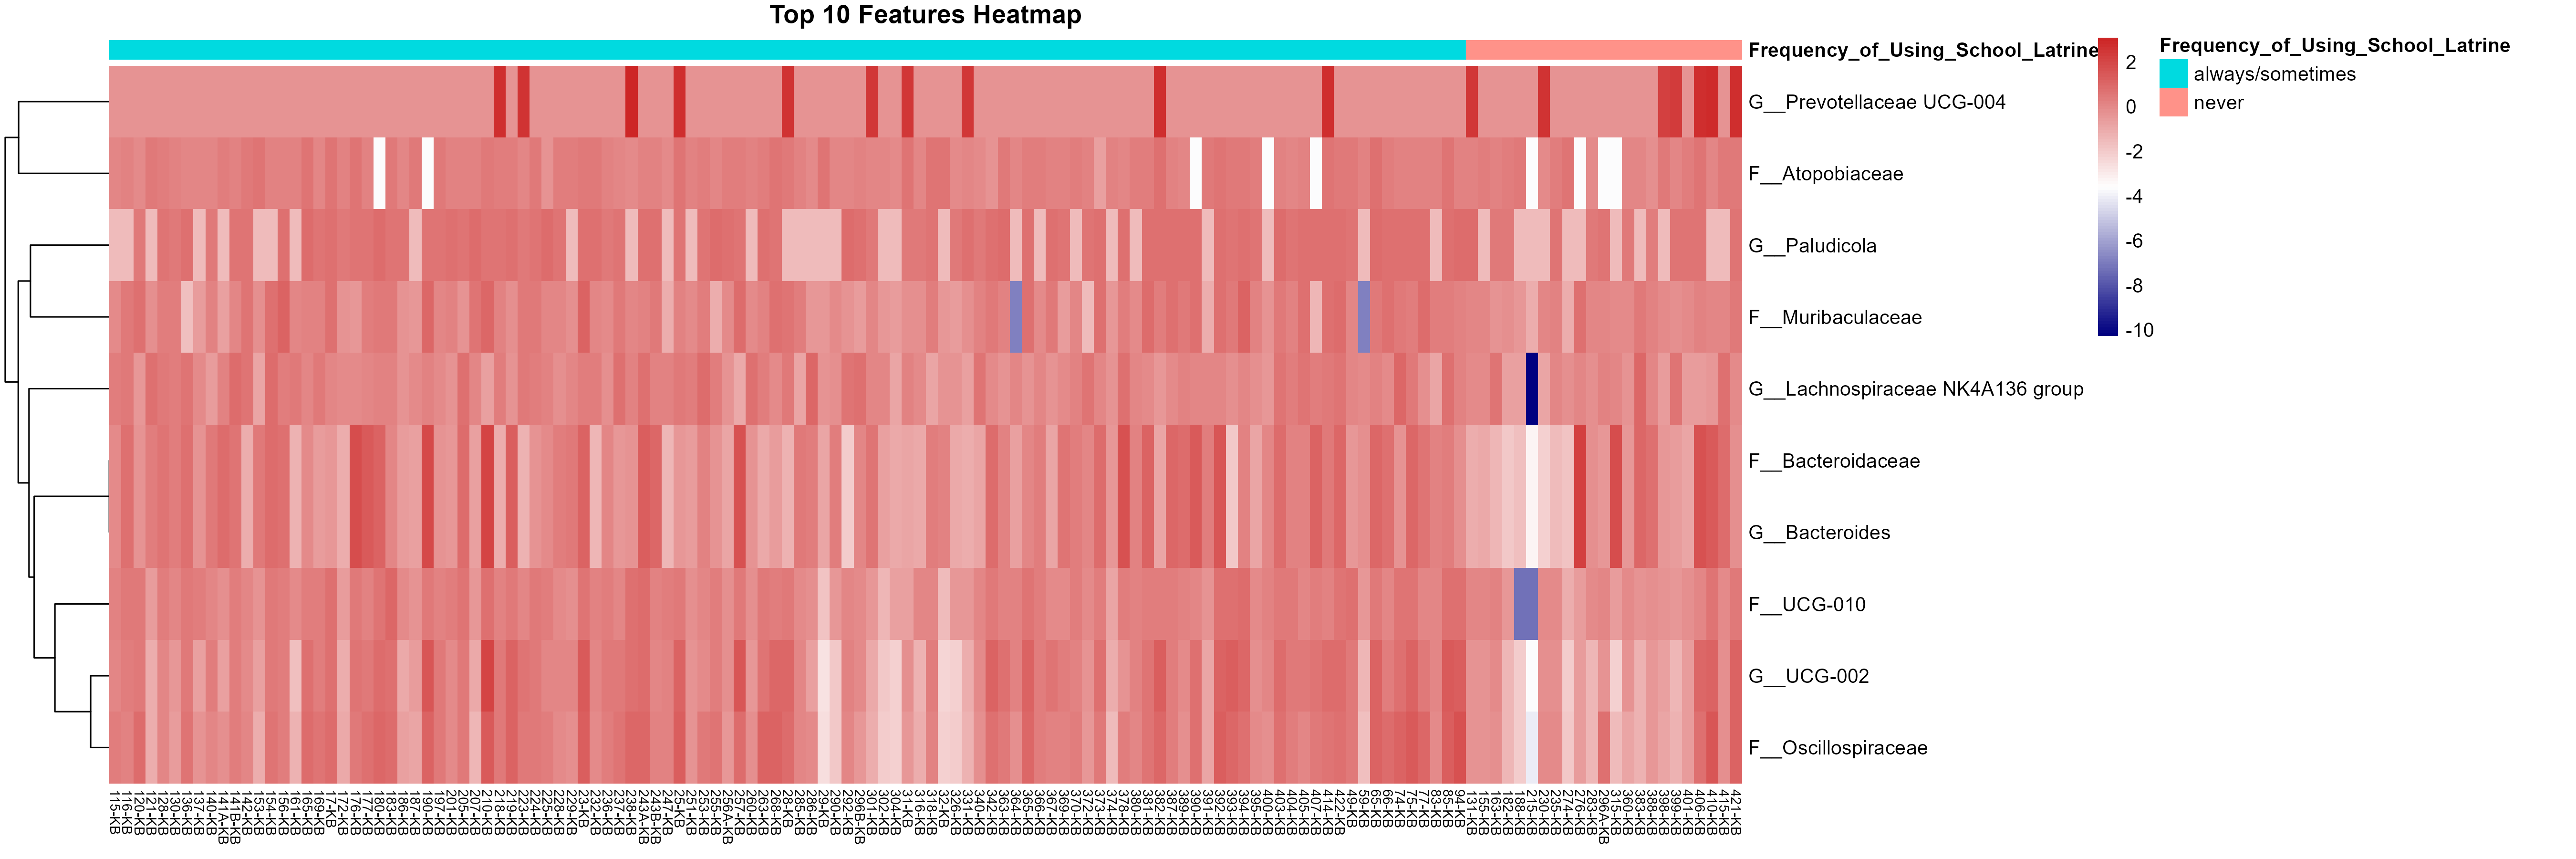 Top 10 Features Heatmap
Frequency_of_Using_School_Latrine
G__Prevotellaceae UCG-004
F__Atopobiaceae
G__Paludicola
F__Muribaculaceae
G__Lachnospiraceae NK4A136 group
F__Bacteroidaceae
G__Bacteroides
F__UCG-010
G__UCG-002
F__Oscillospiraceae
2
0
-2
-4
-6
-8
-10
Frequency_of_Using_School_Latrine
always/sometimes
never
115-KB
116-KB
120-KB
121-KB
128-KB
130-KB
136-KB
137-KB
140-KB
141A-KB
141B-KB
142-KB
153-KB
154-KB
156-KB
161-KB
165-KB
169-KB
17-KB
172-KB
176-KB
177-KB
180-KB
183-KB
186-KB
187-KB
190-KB
197-KB
201-KB
205-KB
207-KB
210-KB
218-KB
219-KB
223-KB
224-KB
225-KB
228-KB
229-KB
23-KB
232-KB
236-KB
237-KB
238-KB
243A-KB
243B-KB
247-KB
25-KB
251-KB
253-KB
255-KB
256A-KB
257-KB
260-KB
263-KB
268-KB
28-KB
285-KB
286-KB
29-KB
290-KB
292-KB
296B-KB
301-KB
302-KB
304-KB
31-KB
316-KB
318-KB
32-KB
326-KB
340-KB
342-KB
363-KB
364-KB
365-KB
366-KB
367-KB
369-KB
370-KB
372-KB
373-KB
374-KB
378-KB
380-KB
381-KB
382-KB
387-KB
389-KB
390-KB
391-KB
392-KB
393-KB
394-KB
395-KB
400-KB
403-KB
404-KB
405-KB
407-KB
414-KB
422-KB
49-KB
59-KB
65-KB
66-KB
74-KB
75-KB
77-KB
83-KB
85-KB
94-KB
131-KB
155-KB
163-KB
182-KB
188-KB
215-KB
230-KB
235-KB
274-KB
276-KB
283-KB
296A-KB
315-KB
360-KB
383-KB
388-KB
398-KB
399-KB
401-KB
406-KB
410-KB
415-KB
421-KB